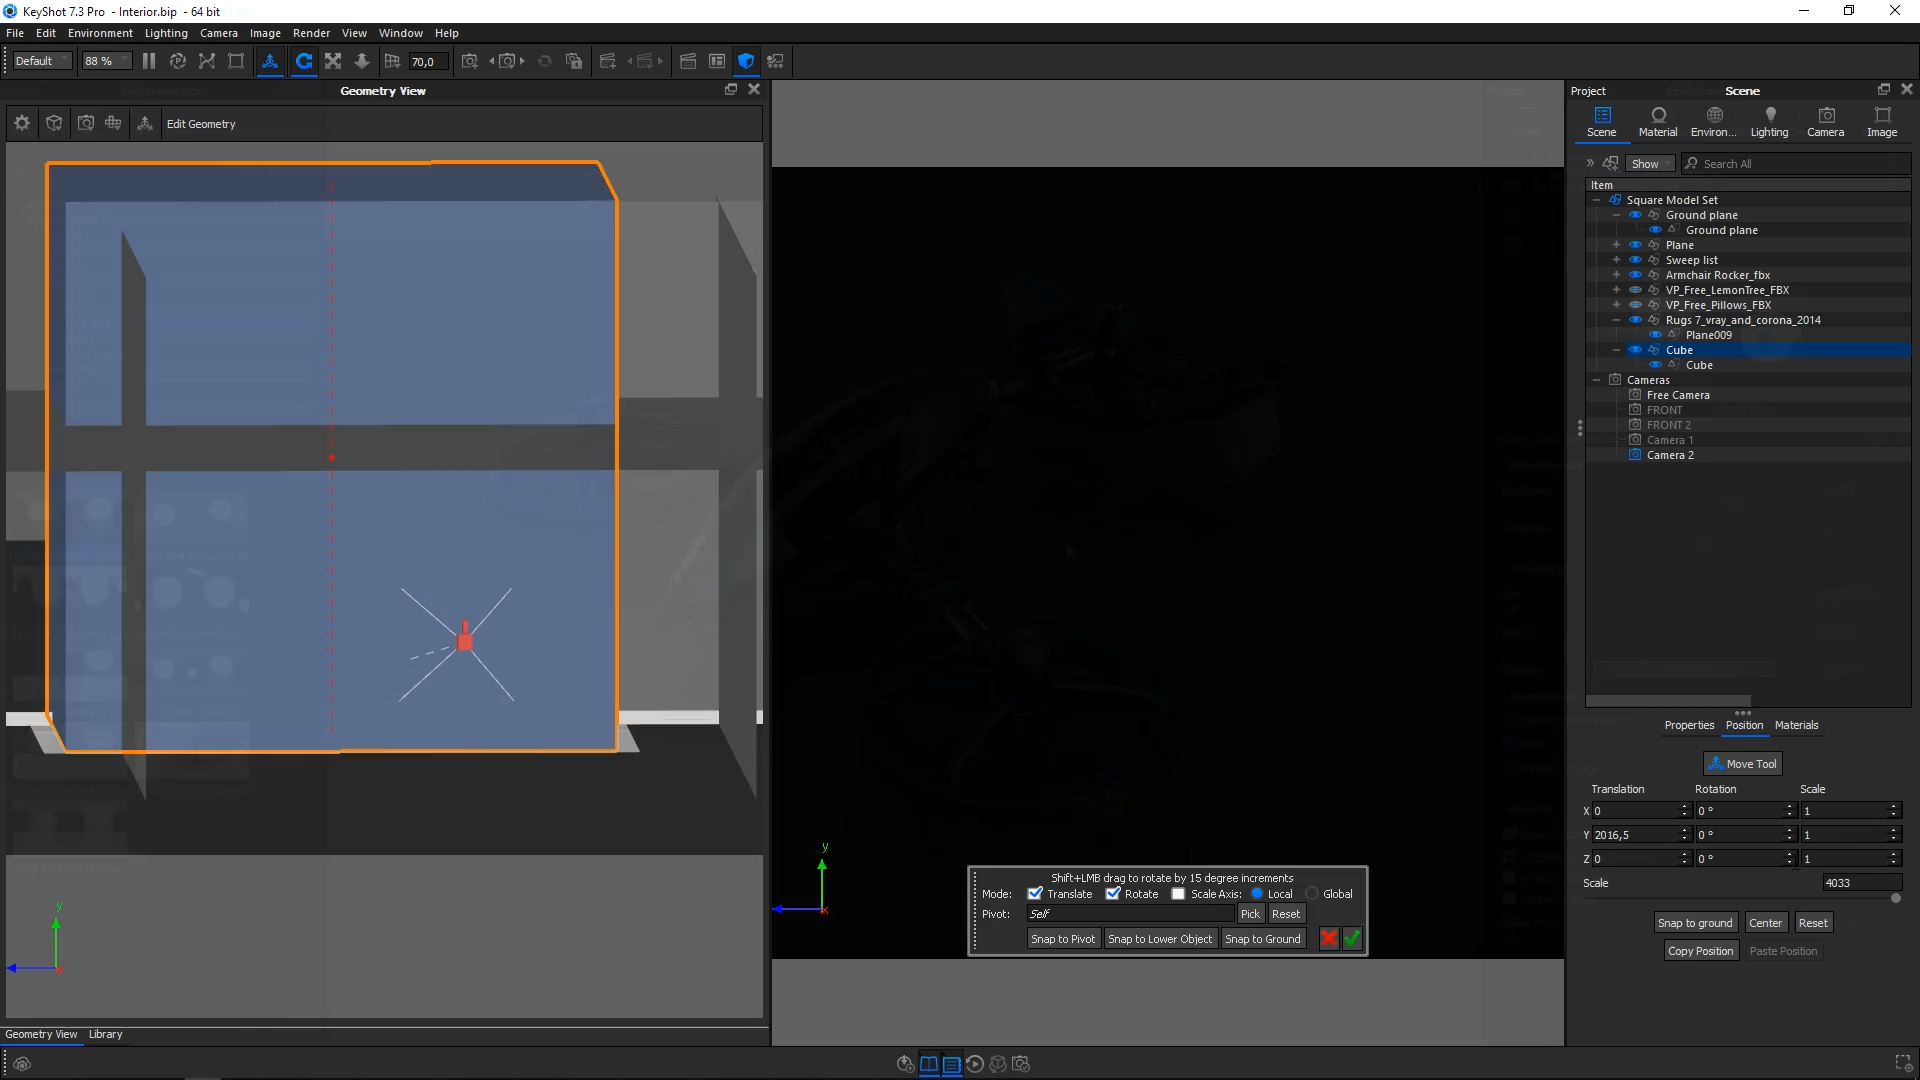 KeyShot 7.3 Pro - Interior.bip - 64 bit
File Edit Environment Lighting Camera Image Render View Window Help
Default 88 % 70,0
Geometry View
Edit Geometry
Project Scene
Scene Material Environ... Lighting Camera Image
» Show Search All
Item
Square Model Set
Ground plane
Ground plane
Plane
Sweep list
Armchair Rocker_fbx
VP_Free_LemonTree_FBX
VP_Free_Pillows_FBX
Rugs 7_vray_and_corona_2014
Plane009
Cube
Cube
Cameras
Free Camera
FRONT
FRONT 2
Camera 1
Camera 2
Properties Position Materials
Move Tool
Translation Rotation Scale
X 0 0 ° 1
Y 2016,5 0 ° 1
Z 0 0 ° 1
Scale 4033
Snap to ground Center Reset
Copy Position Paste Position
y
y
Shift+LMB drag to rotate by 15 degree increments
Mode: Translate Rotate Scale Axis: Local Global
Pivot: Self Pick Reset
Snap to Pivot Snap to Lower Object Snap to Ground
Geometry View Library